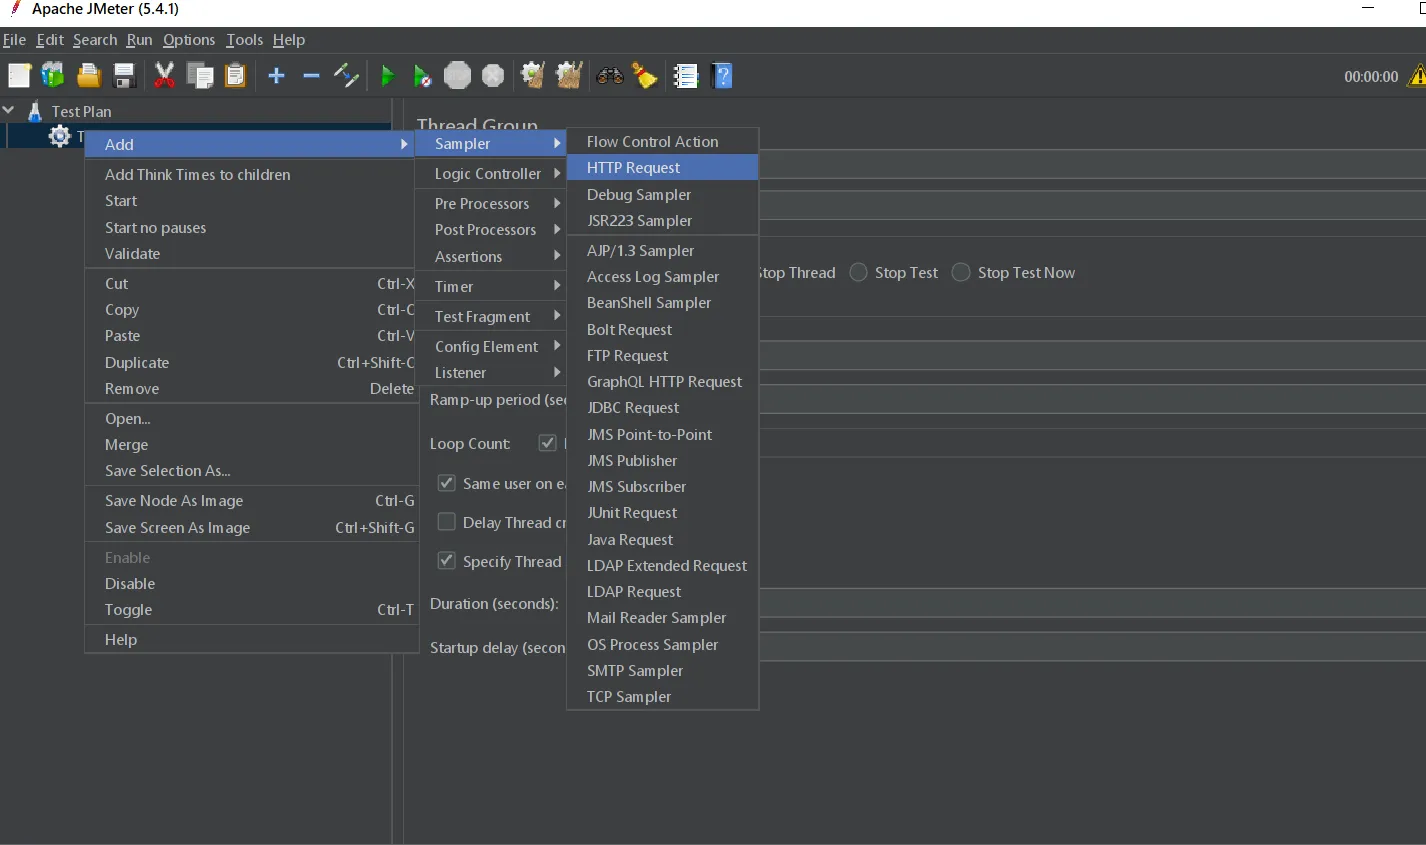 Apache JMeter (5.4.1)
File Edit Search Run Options Tools Help
00:00:00
Test Plan
Thread Group
Add
Add Think Times to children
Start
Start no pauses
Validate
Cut Ctrl-X
Copy Ctrl-C
Paste Ctrl-V
Duplicate Ctrl+Shift-C
Remove Delete
Open...
Merge
Save Selection As...
Save Node As Image Ctrl-G
Save Screen As Image Ctrl+Shift-G
Enable
Disable
Toggle Ctrl-T
Help
Sampler
Logic Controller
Pre Processors
Post Processors
Assertions
Timer
Test Fragment
Config Element
Listener
Flow Control Action
HTTP Request
Debug Sampler
JSR223 Sampler
AJP/1.3 Sampler
Access Log Sampler
BeanShell Sampler
Bolt Request
FTP Request
GraphQL HTTP Request
JDBC Request
JMS Point-to-Point
JMS Publisher
JMS Subscriber
JUnit Request
Java Request
LDAP Extended Request
LDAP Request
Mail Reader Sampler
OS Process Sampler
SMTP Sampler
TCP Sampler
Stop Thread Stop Test Stop Test Now
Ramp-up period
Loop Count:
Same user on
Delay Thread
Specify Thread
Duration (seconds):
Startup delay